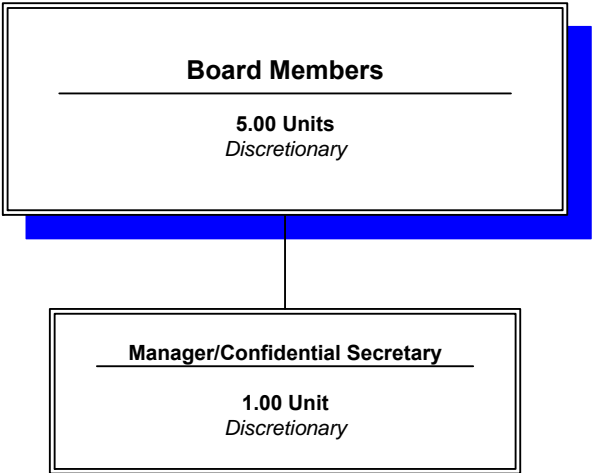 Board Members
5.00 Units
Discretionary
Manager/Confidential Secretary
1.00 Unit
Discretionary